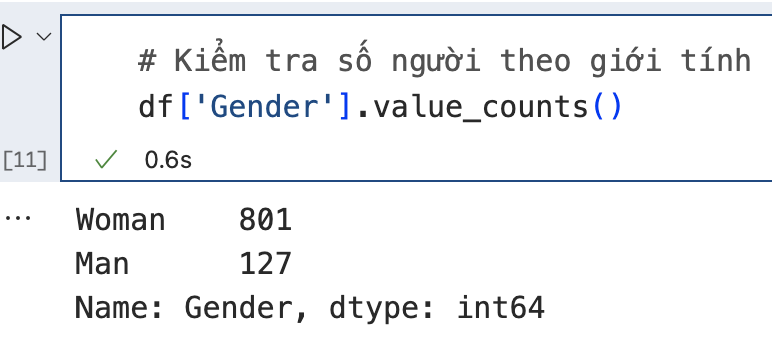 # Kiểm tra số người theo giới tính
df['Gender'].value_counts()
[11] 0.6s
Woman 801
Man 127
Name: Gender, dtype: int64